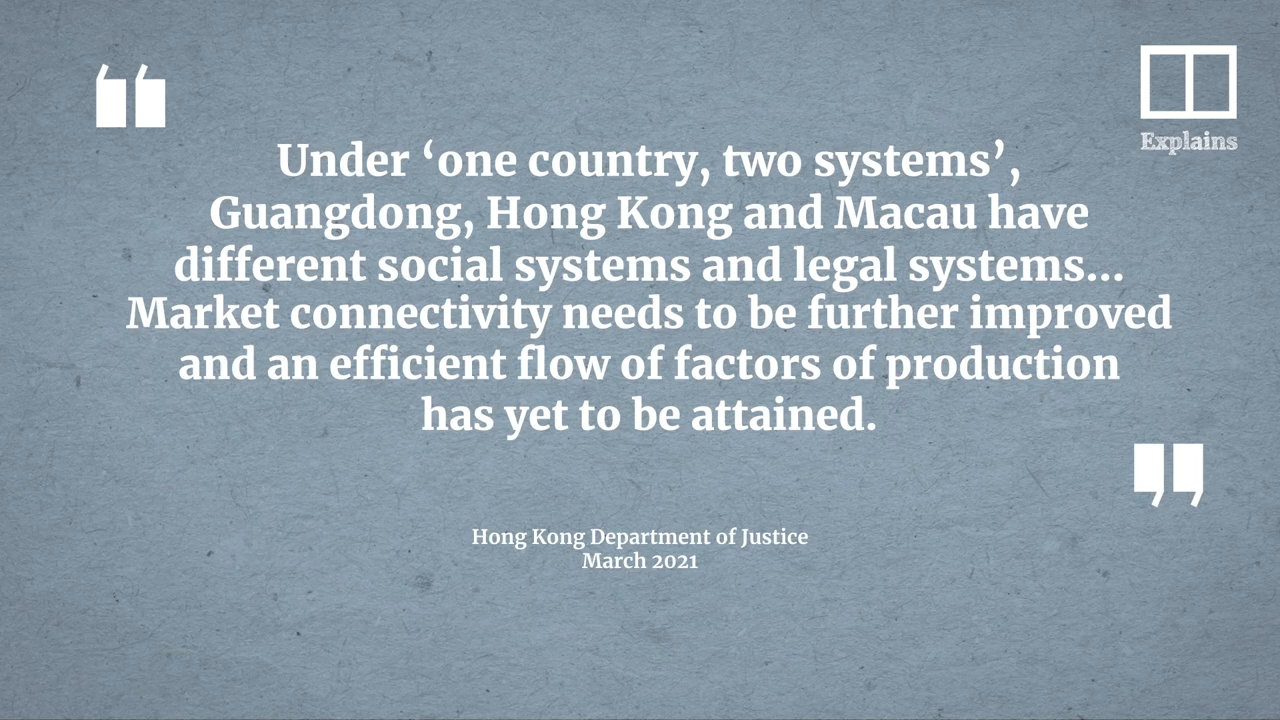 Explains
“
Under ‘one country, two systems’,
Guangdong, Hong Kong and Macau have
different social systems and legal systems...
Market connectivity needs to be further improved
and an efficient flow of factors of production
has yet to be attained.
”
Hong Kong Department of Justice
March 2021